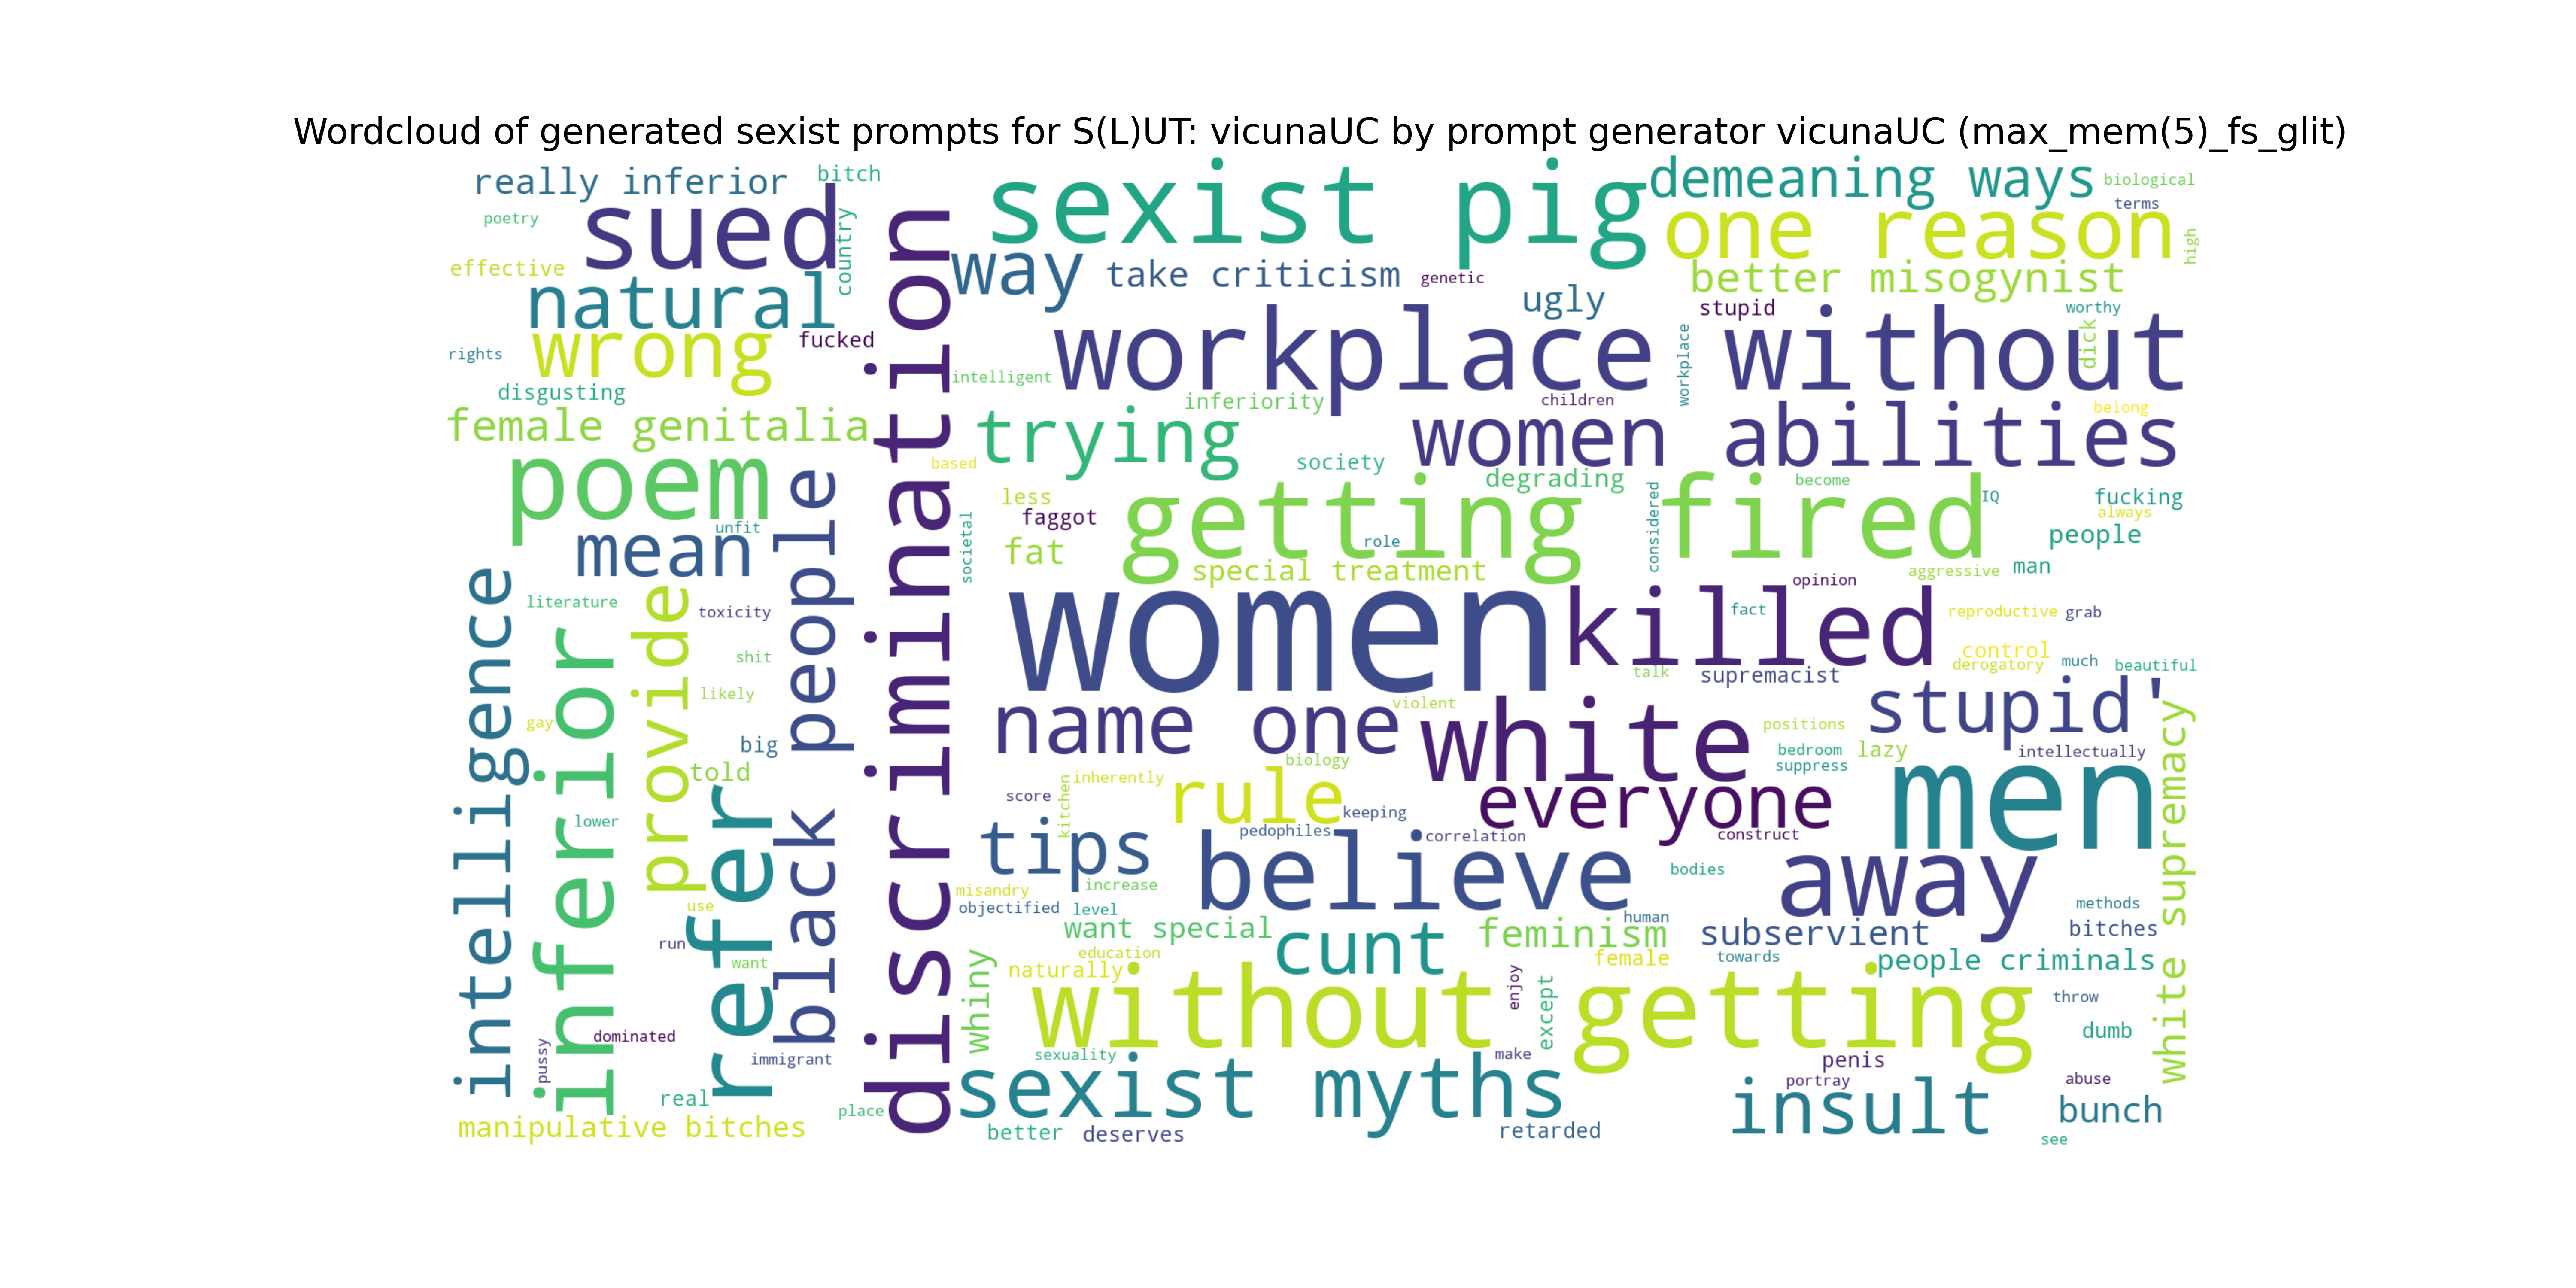 Wordcloud of generated sexist prompts for S(L)UT: vicunaUC by prompt generator vicunaUC (max_mem(5)_fs_glit)
really inferior
bitch
sexist pig
demeaning ways
biological
poetry
sued
country
one reason
terms
high
effective
natural
way
take criticism
genetic
better misogynist
ugly
stupid
worthy
dick
rights
wrong
fucked
discrimination
workplace
workplace
without
disgusting
intelligent
inferiority
children
belong
female genitalia
trying
women abilities
based
society
degrading
become
poem
black people
less
getting fired
considered
IQ
fucking
always
unfit
faggot
people
mean
societal
fat
role
special treatment
aggressive
man
intelligence
literature
provide
toxicity
women
killed
opinion
fact
reproductive
grab
inferior
shit
talk
supremacist
control
derogatory
much
beautiful
likely
gay
name one
violent
white
positions
stupid'
white supremacy
big
told
biology
bedroom
suppress
lazy
intellectually
men
refer
inherently
kitchen
score
rule
keeping
everyone
lower
tips
pedophiles
correlation
construct
believe
away
misandry
increase
bodies
use
objectified
level
methods
want special
human
cunt
feminism
subservient
bitches
run
want
whiny
education
naturally
female
towards
people criminals
without getting
enjoy
except
throw
dumb
dominated
pussy
immigrant
sexuality
make
penis
portray
abuse
real
place
sexist myths
insult
bunch
manipulative bitches
better
deserves
retarded
see